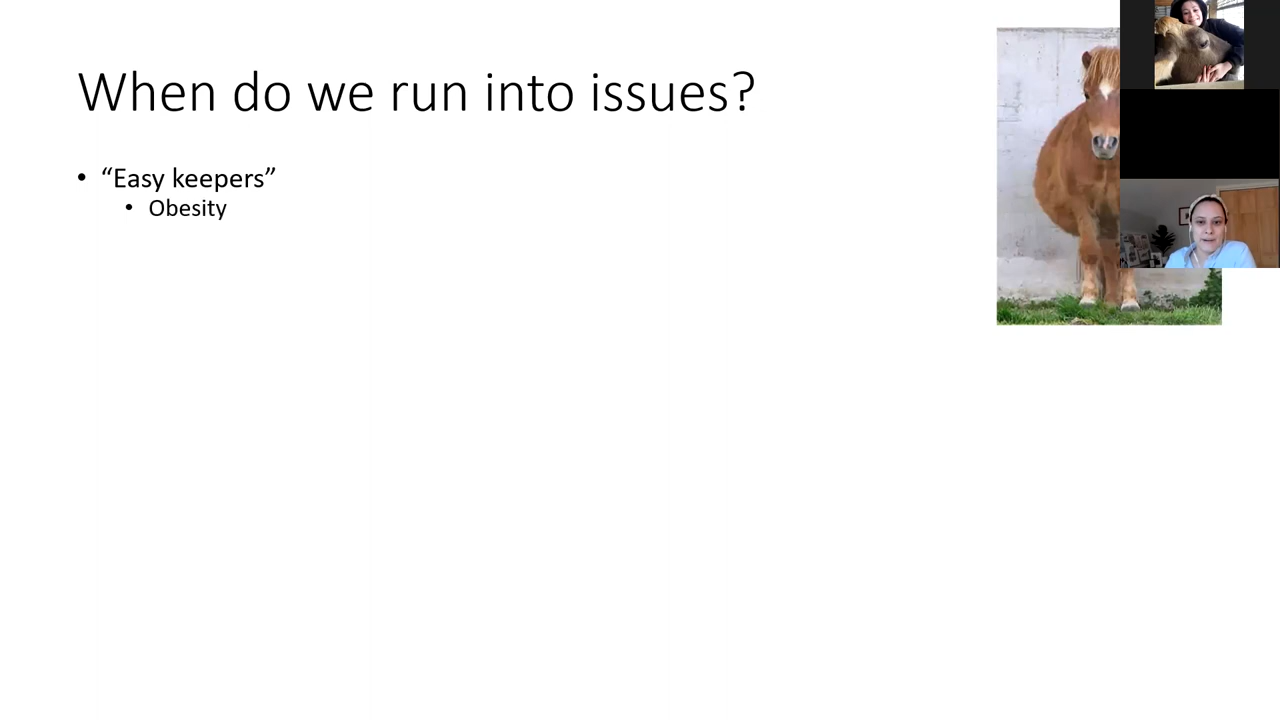 When do we run into issues?
• “Easy keepers”
• Obesity